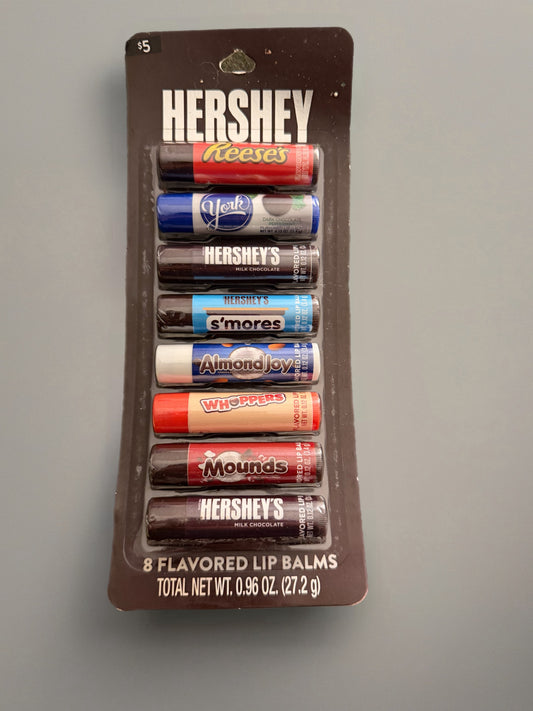 $5
HERSHEY
Reese's
York
DARK CHOCOLATE
PEPPERMINT
HERSHEY'S
MILK CHOCOLATE
HERSHEY'S
s'mores
Almond Joy
WHOPPERS
Mounds
HERSHEY'S
MILK CHOCOLATE
8 FLAVORED LIP BALMS
TOTAL NET WT. 0.96 OZ. (27.2 g)